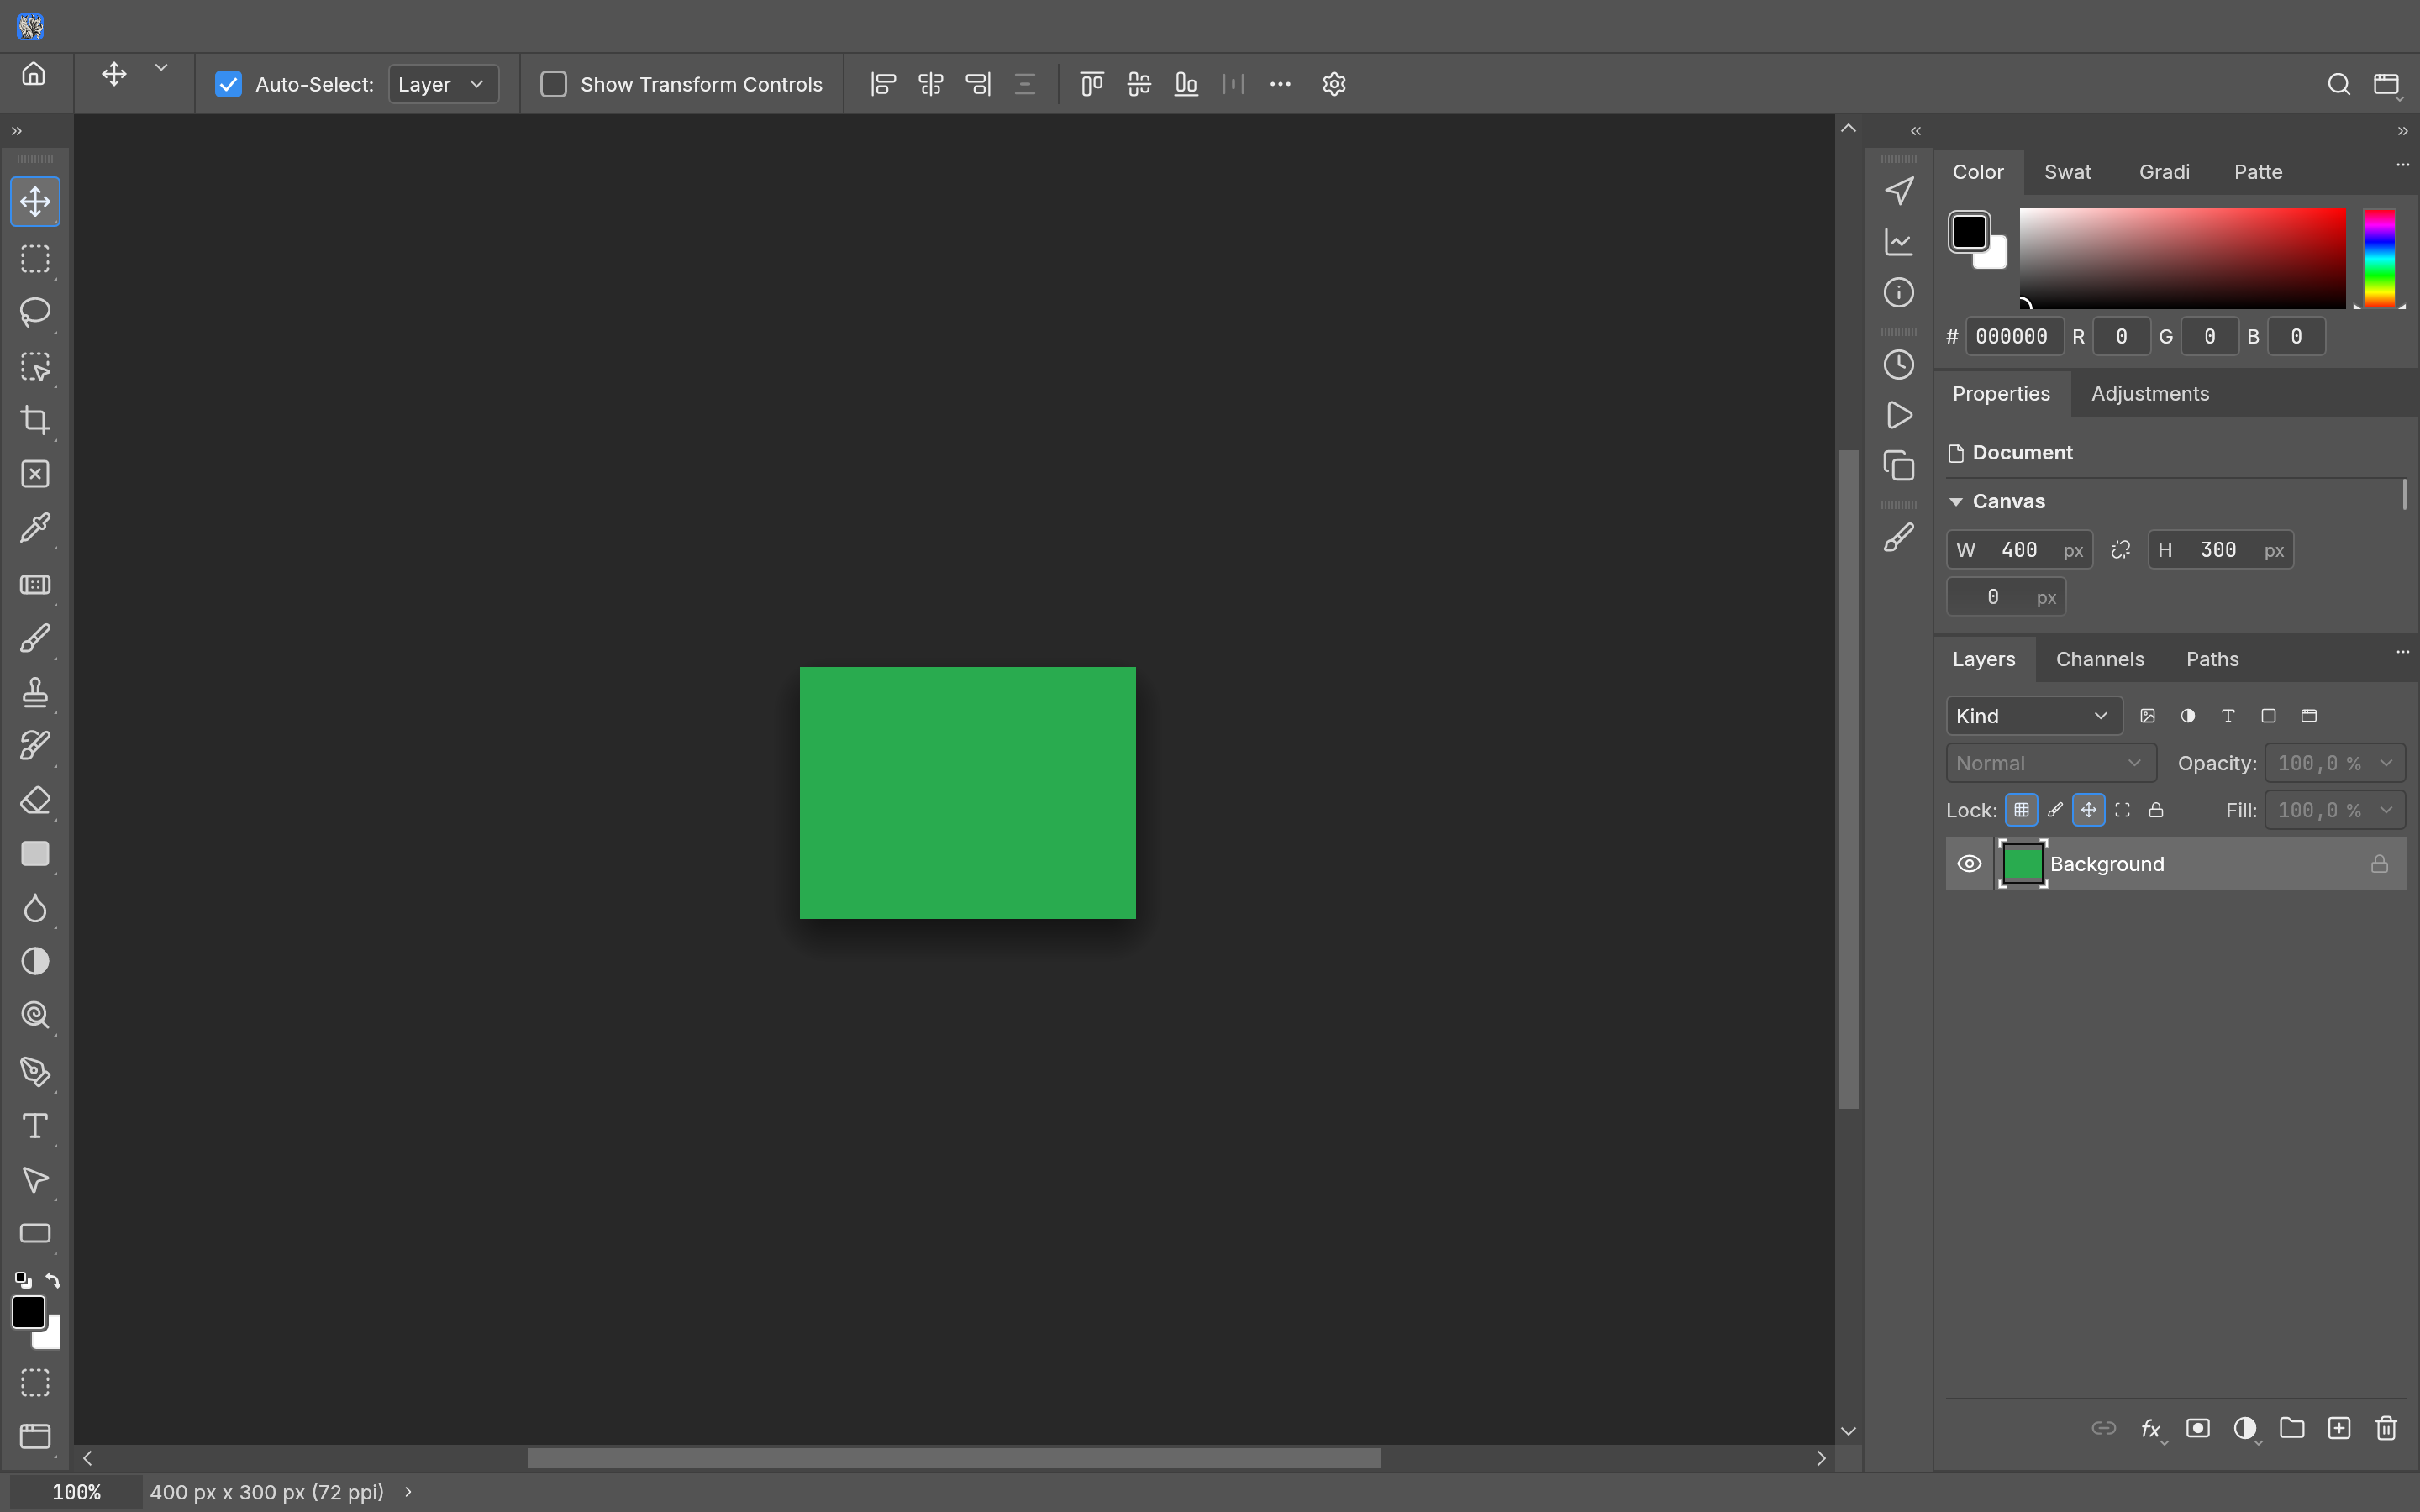 Auto-Select: Layer Show Transform Controls
Color Swat Gradi Patte
# 000000 R 0 G 0 B 0
Properties Adjustments
Document
Canvas
W 400 px H 300 px
0 px
Layers Channels Paths
Kind
Normal Opacity: 100,0 %
Lock: Fill: 100,0 %
Background
fx
100% 400 px x 300 px (72 ppi)